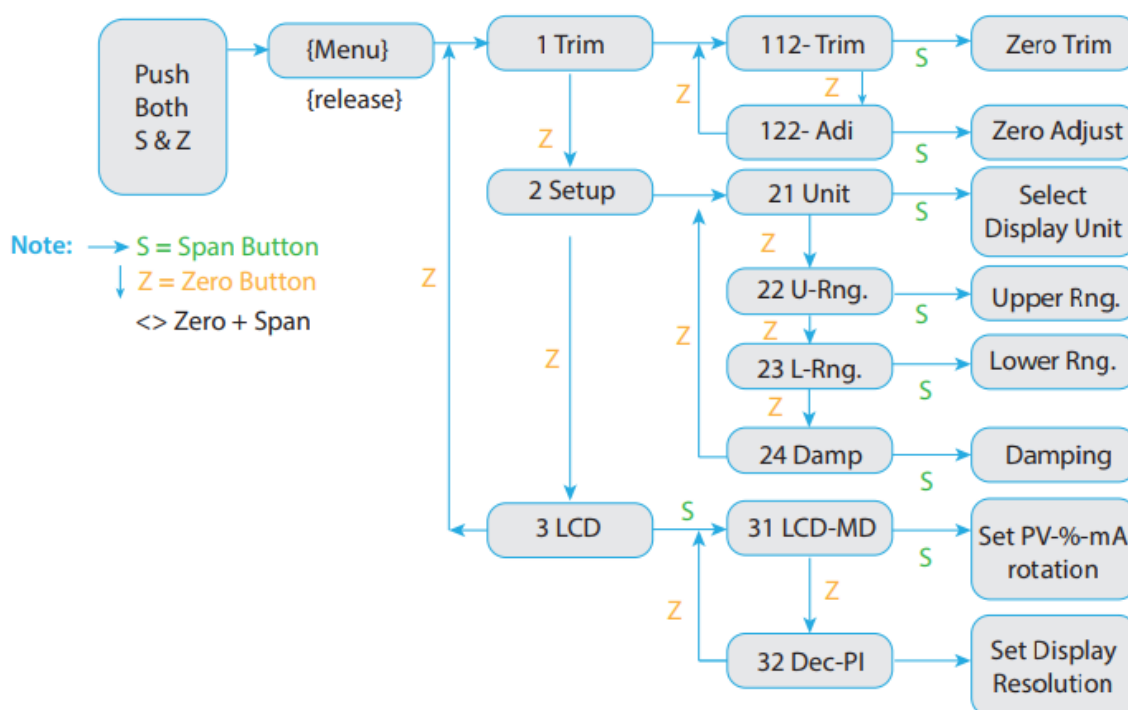 Push
Both
S & Z
{Menu}
{release}
1 Trim
112- Trim
S
Zero Trim
Z
Z
Z
122- Adi
S
Zero Adjust
2 Setup
21 Unit
S
Select
Display Unit
Note:
S = Span Button
Z = Zero Button
<> Zero + Span
Z
Z
22 U-Rng.
S
Upper Rng.
Z
Z
Z
23 L-Rng.
S
Lower Rng.
Z
24 Damp
S
Damping
3 LCD
S
31 LCD-MD
S
Set PV-%-mA
rotation
Z
Z
32 Dec-PI
Set Display
Resolution